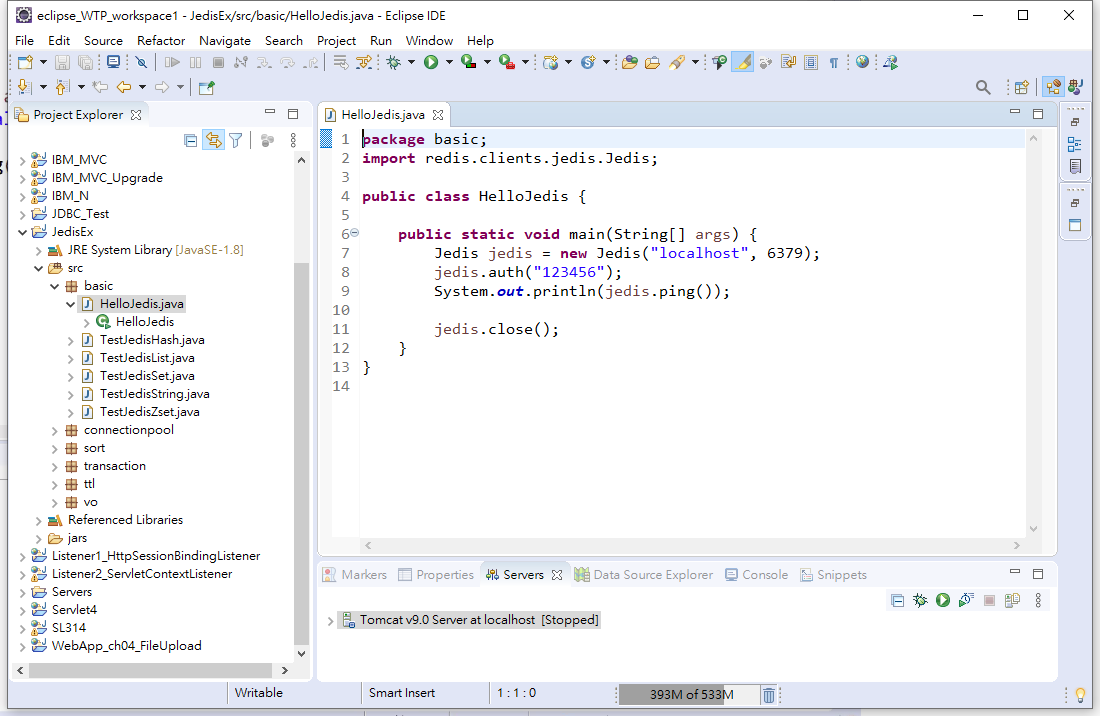 eclipse_WTP_workspace1 - JedisEx/src/basic/HelloJedis.java - Eclipse IDE
File Edit Source Refactor Navigate Search Project Run Window Help
Project Explorer
IBM_MVC
IBM_MVC_Upgrade
IBM_N
JDBC_Test
JedisEx
JRE System Library [JavaSE-1.8]
src
basic
HelloJedis.java
HelloJedis
TestJedisHash.java
TestJedisList.java
TestJedisSet.java
TestJedisString.java
TestJedisZset.java
connectionpool
sort
transaction
ttl
vo
Referenced Libraries
jars
Listener1_HttpSessionBindingListener
Listener2_ServletContextListener
Servers
Servlet4
SL314
WebApp_ch04_FileUpload
HelloJedis.java
1 package basic;
2 import redis.clients.jedis.Jedis;
3
4 public class HelloJedis {
5
6 public static void main(String[] args) {
7 Jedis jedis = new Jedis("localhost", 6379);
8 jedis.auth("123456");
9 System.out.println(jedis.ping());
10
11 jedis.close();
12 }
13 }
14
Markers Properties Servers Data Source Explorer Console Snippets
Tomcat v9.0 Server at localhost [Stopped]
Writable Smart Insert 1 : 1 : 0 393M of 533M